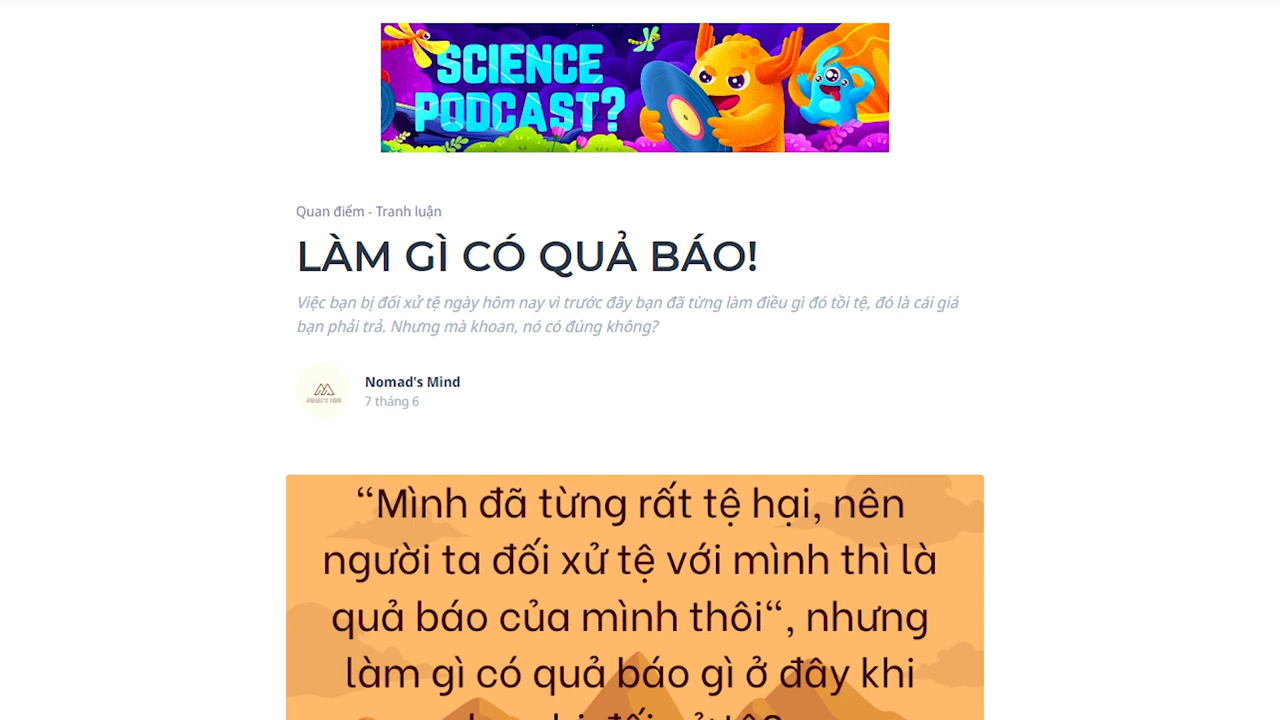 SCIENCE
PODCAST?
Quan điểm - Tranh luận
LÀM GÌ CÓ QUẢ BÁO!
Việc bạn bị đối xử tệ ngày hôm nay vì trước đây bạn đã từng làm điều gì đó tồi tệ, đó là cái giá
bạn phải trả. Nhưng mà khoan, nó có đúng không?
Nomad's Mind
7 tháng 6
“Mình đã từng rất tệ hại, nên
người ta đối xử tệ với mình thì là
quả báo của mình thôi“, nhưng
làm gì có quả báo gì ở đây khi